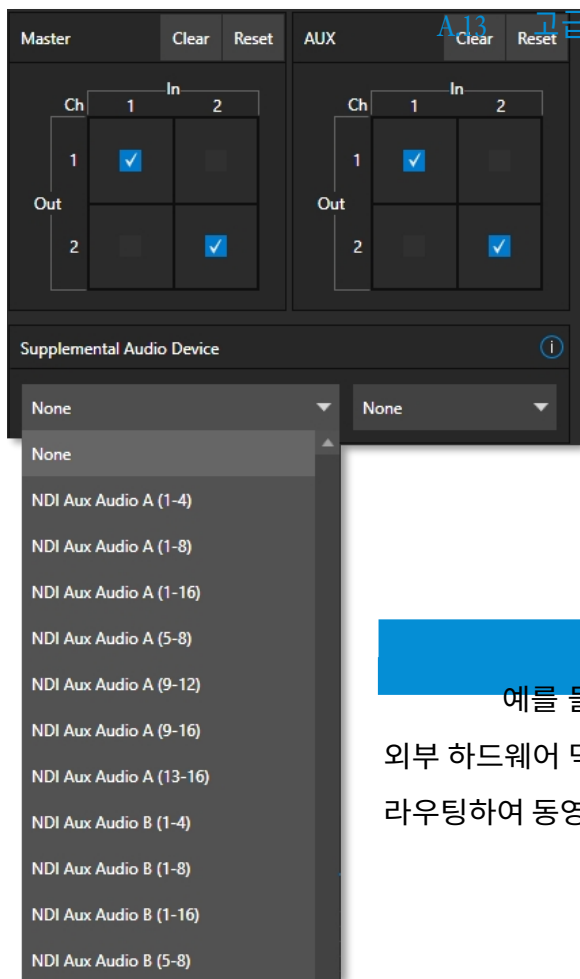 A.13 고급
Master Clear Reset AUX Clear Reset
In In
Ch 1 2 Ch 1 2
1 1
Out Out
2 2
Supplemental Audio Device
None None
None
NDI Aux Audio A (1-4)
NDI Aux Audio A (1-8)
NDI Aux Audio A (1-16)
NDI Aux Audio A (5-8)
NDI Aux Audio A (9-12)
NDI Aux Audio A (9-16)
NDI Aux Audio A (13-16)
NDI Aux Audio B (1-4)
NDI Aux Audio B (1-8)
NDI Aux Audio B (1-16)
NDI Aux Audio B (5-8)
예를
외부 하드웨어
라우팅하여